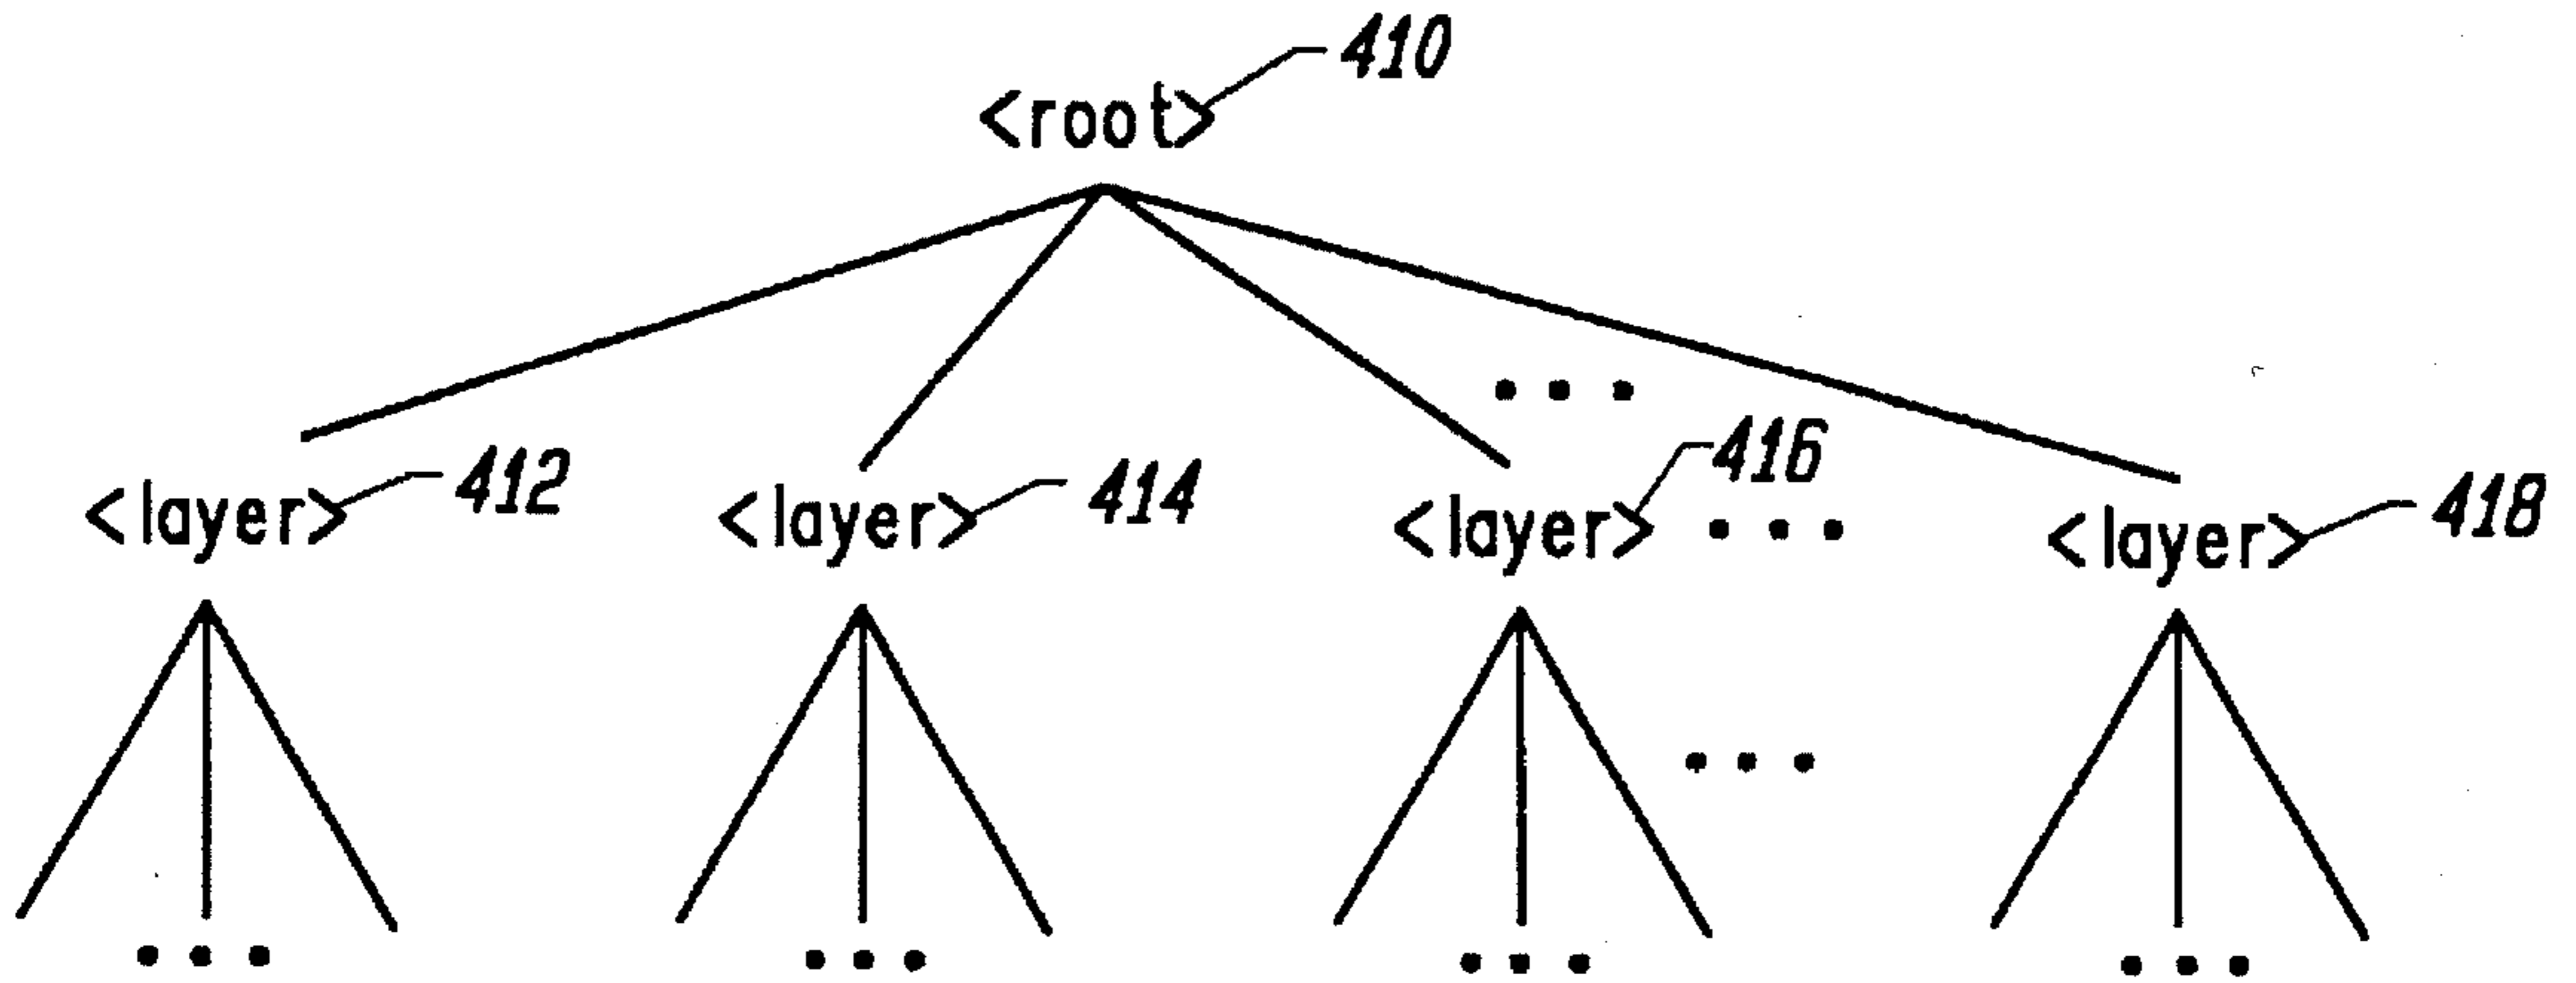 410
<root>
<layer> 412
<layer> 414
<layer> 416
. . .
<layer> 418